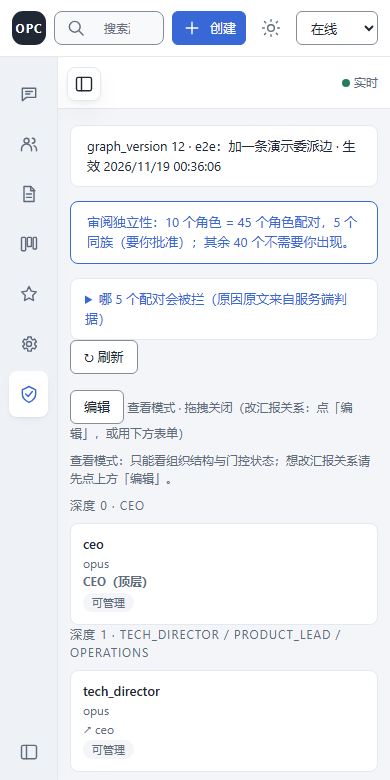 OPC
搜索
创建
在线
实时
graph_version 12 · e2e：加一条演示委派边 · 生
效 2026/11/19 00:36:06
审阅独立性：10 个角色 = 45 个角色配对，5 个
同族（要你批准）；其余 40 个不需要你出现。
▶ 哪 5 个配对会被拦（原因原文来自服务端判
据）
↻ 刷新
编辑 查看模式 · 拖拽关闭（改汇报关系：点「编
辑」，或用下方表单）
查看模式：只能看组织结构与门控状态；想改汇报关系请
先点上方「编辑」。
深度 0 · CEO
ceo
opus
CEO（顶层）
可管理
深度 1 · TECH_DIRECTOR / PRODUCT_LEAD /
OPERATIONS
tech_director
opus
↗ ceo
可管理